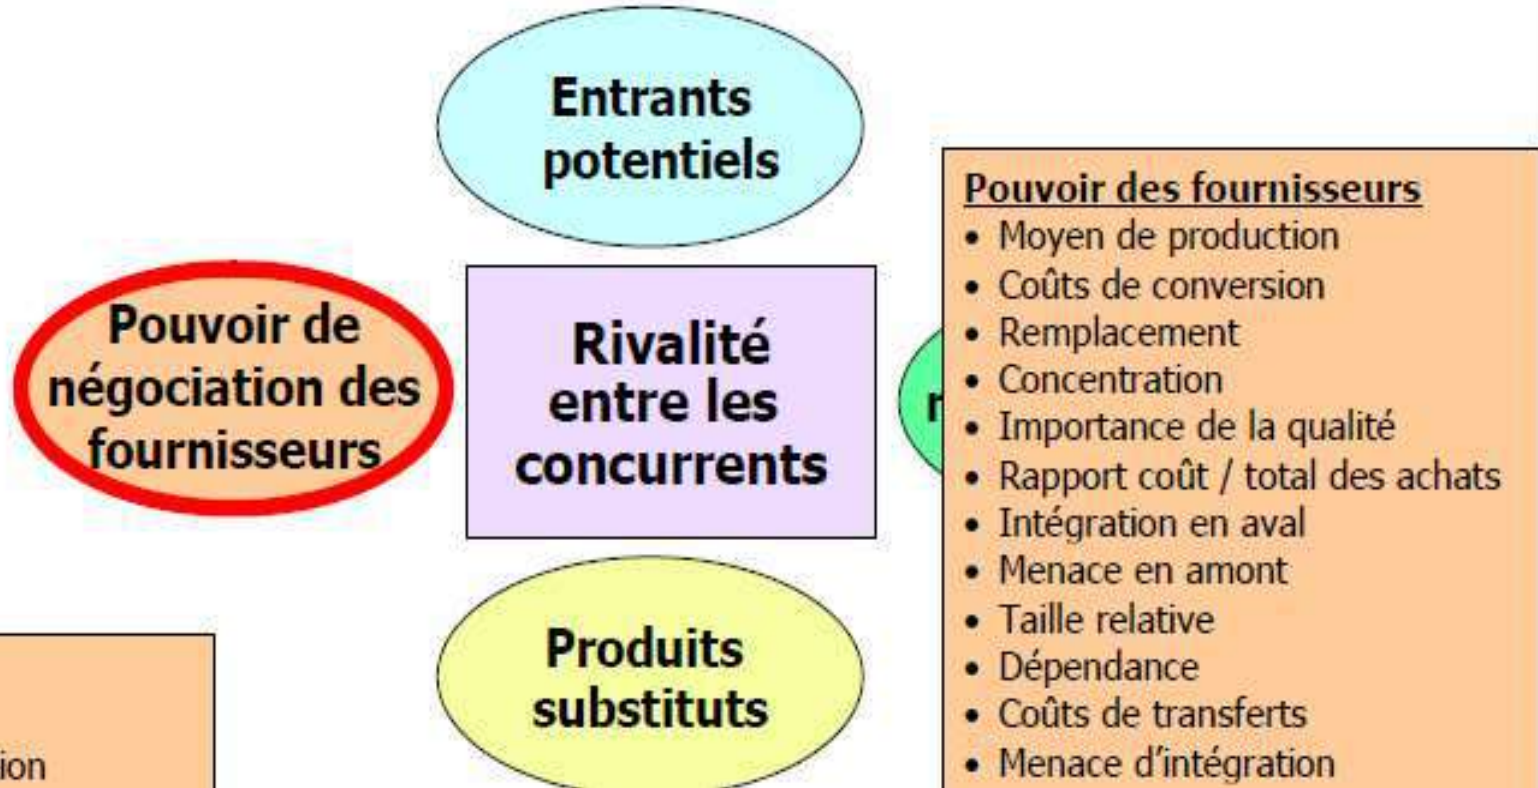 Entrants
potentiels
Pouvoir de
négociation des
fournisseurs
Rivalité
entre les
concurrents
Produits
substituts
Pouvoir des fournisseurs
• Moyen de production
• Coûts de conversion
• Remplacement
• Concentration
• Importance de la qualité
• Rapport coût / total des achats
• Intégration en aval
• Menace en amont
• Taille relative
• Dépendance
• Coûts de transferts
• Menace d'intégration